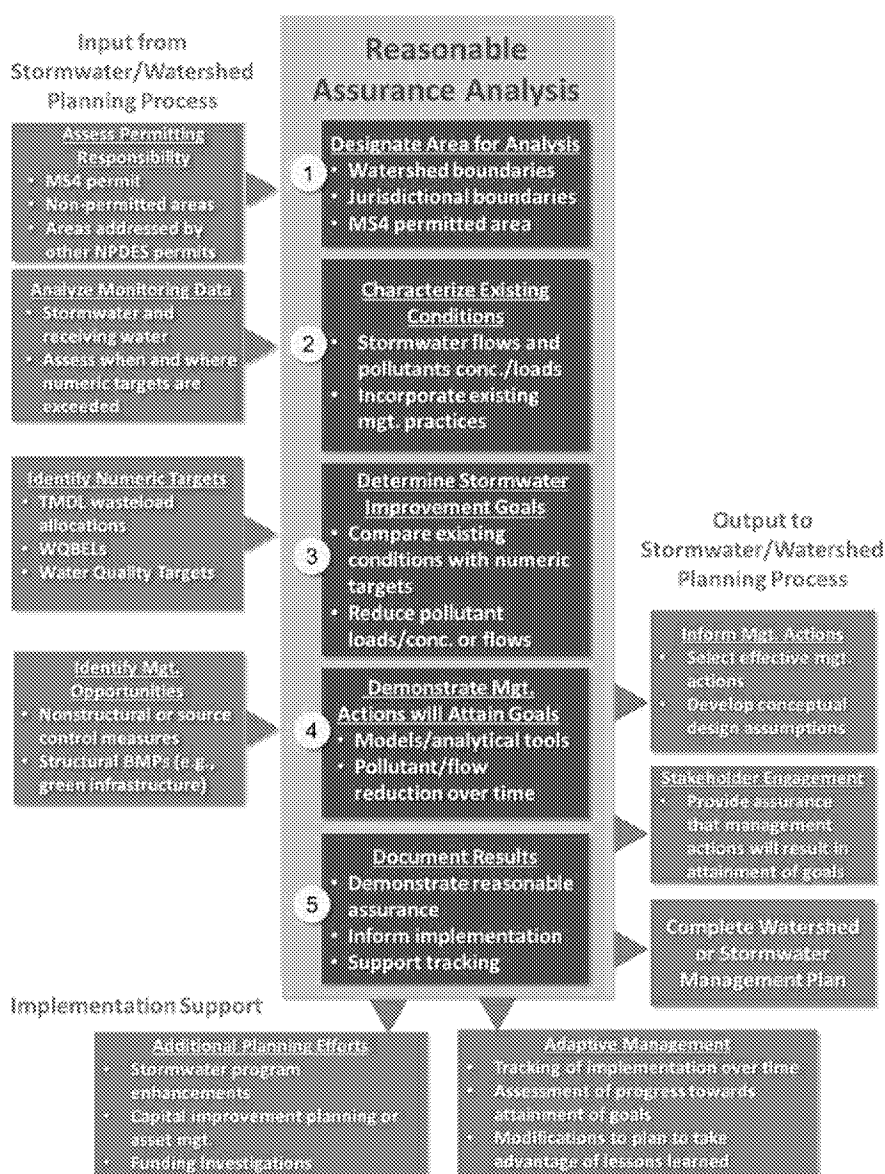 Input from
Stormwater/Watershed
Planning Process
Assess Permitting
Responsibility
• MS4 permit
• Non-permitted areas
• Areas addressed by
other NPDES permits
Analyze Monitoring Data
• Stormwater and
receiving water
• Assess when and where
numeric targets are
exceeded
Identify Numeric Targets
• TMDL wasteload
allocations
• WQBELs
• Water Quality Targets
Identify Mgt.
Opportunities
• Nonstructural or source
control measures
• Structural BMPs (e.g.,
green infrastructure)
Reasonable
Assurance Analysis
1
Designate Area for Analysis
• Watershed boundaries
• Jurisdictional boundaries
• MS4 permitted area
2
Characterize Existing
Conditions
• Stormwater flows and
pollutants conc./loads
• Incorporate existing
mgt. practices
3
Determine Stormwater
Improvement Goals
• Compare existing
conditions with numeric
targets
• Reduce pollutant
loads/conc. or flows
4
Demonstrate Mgt.
Actions will Attain Goals
• Models/analytical tools
• Pollutant/flow
reduction over time
5
Document Results
• Demonstrate reasonable
assurance
• Inform implementation
• Support tracking
Output to
Stormwater/Watershed
Planning Process
Inform Mgt. Actions
• Select effective mgt.
actions
• Develop conceptual
design assumptions
Stakeholder Engagement
• Provide assurance
that management
actions will result in
attainment of goals
Complete Watershed
or Stormwater
Management Plan
Implementation Support
Additional Planning Efforts
• Stormwater program
enhancements
• Capital improvement planning or
asset mgt.
• Funding investigations
Adaptive Management
• Tracking of implementation over time
• Assessment of progress towards
attainment of goals
• Modifications to plan to take
advantage of lessons learned